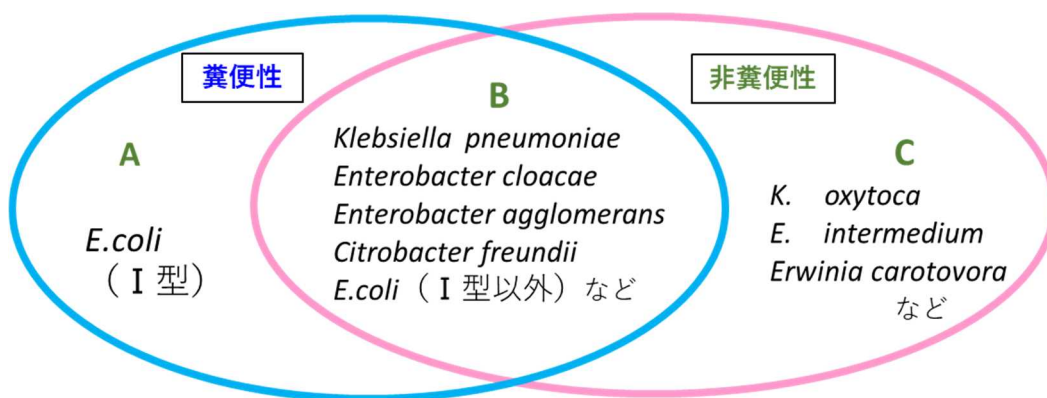 糞便性
非糞便性
A
E.coli
（Ⅰ型）
B
Klebsiella pneumoniae
Enterobacter cloacae
Enterobacter agglomerans
Citrobacter freundii
E.coli（Ⅰ型以外）など
C
K. oxytoca
E. intermedium
Erwinia carotovora
など